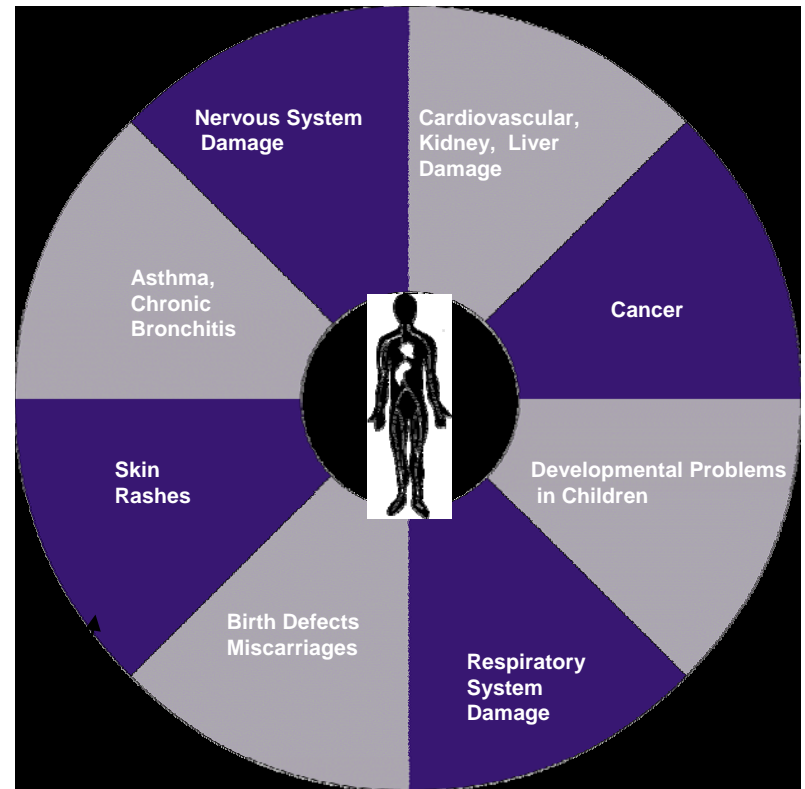 Nervous System
Damage
Cardiovascular,
Kidney, Liver
Damage
Asthma,
Chronic
Bronchitis
Cancer
Skin
Rashes
Developmental Problems
in Children
Birth Defects
Miscarriages
Respiratory
System
Damage